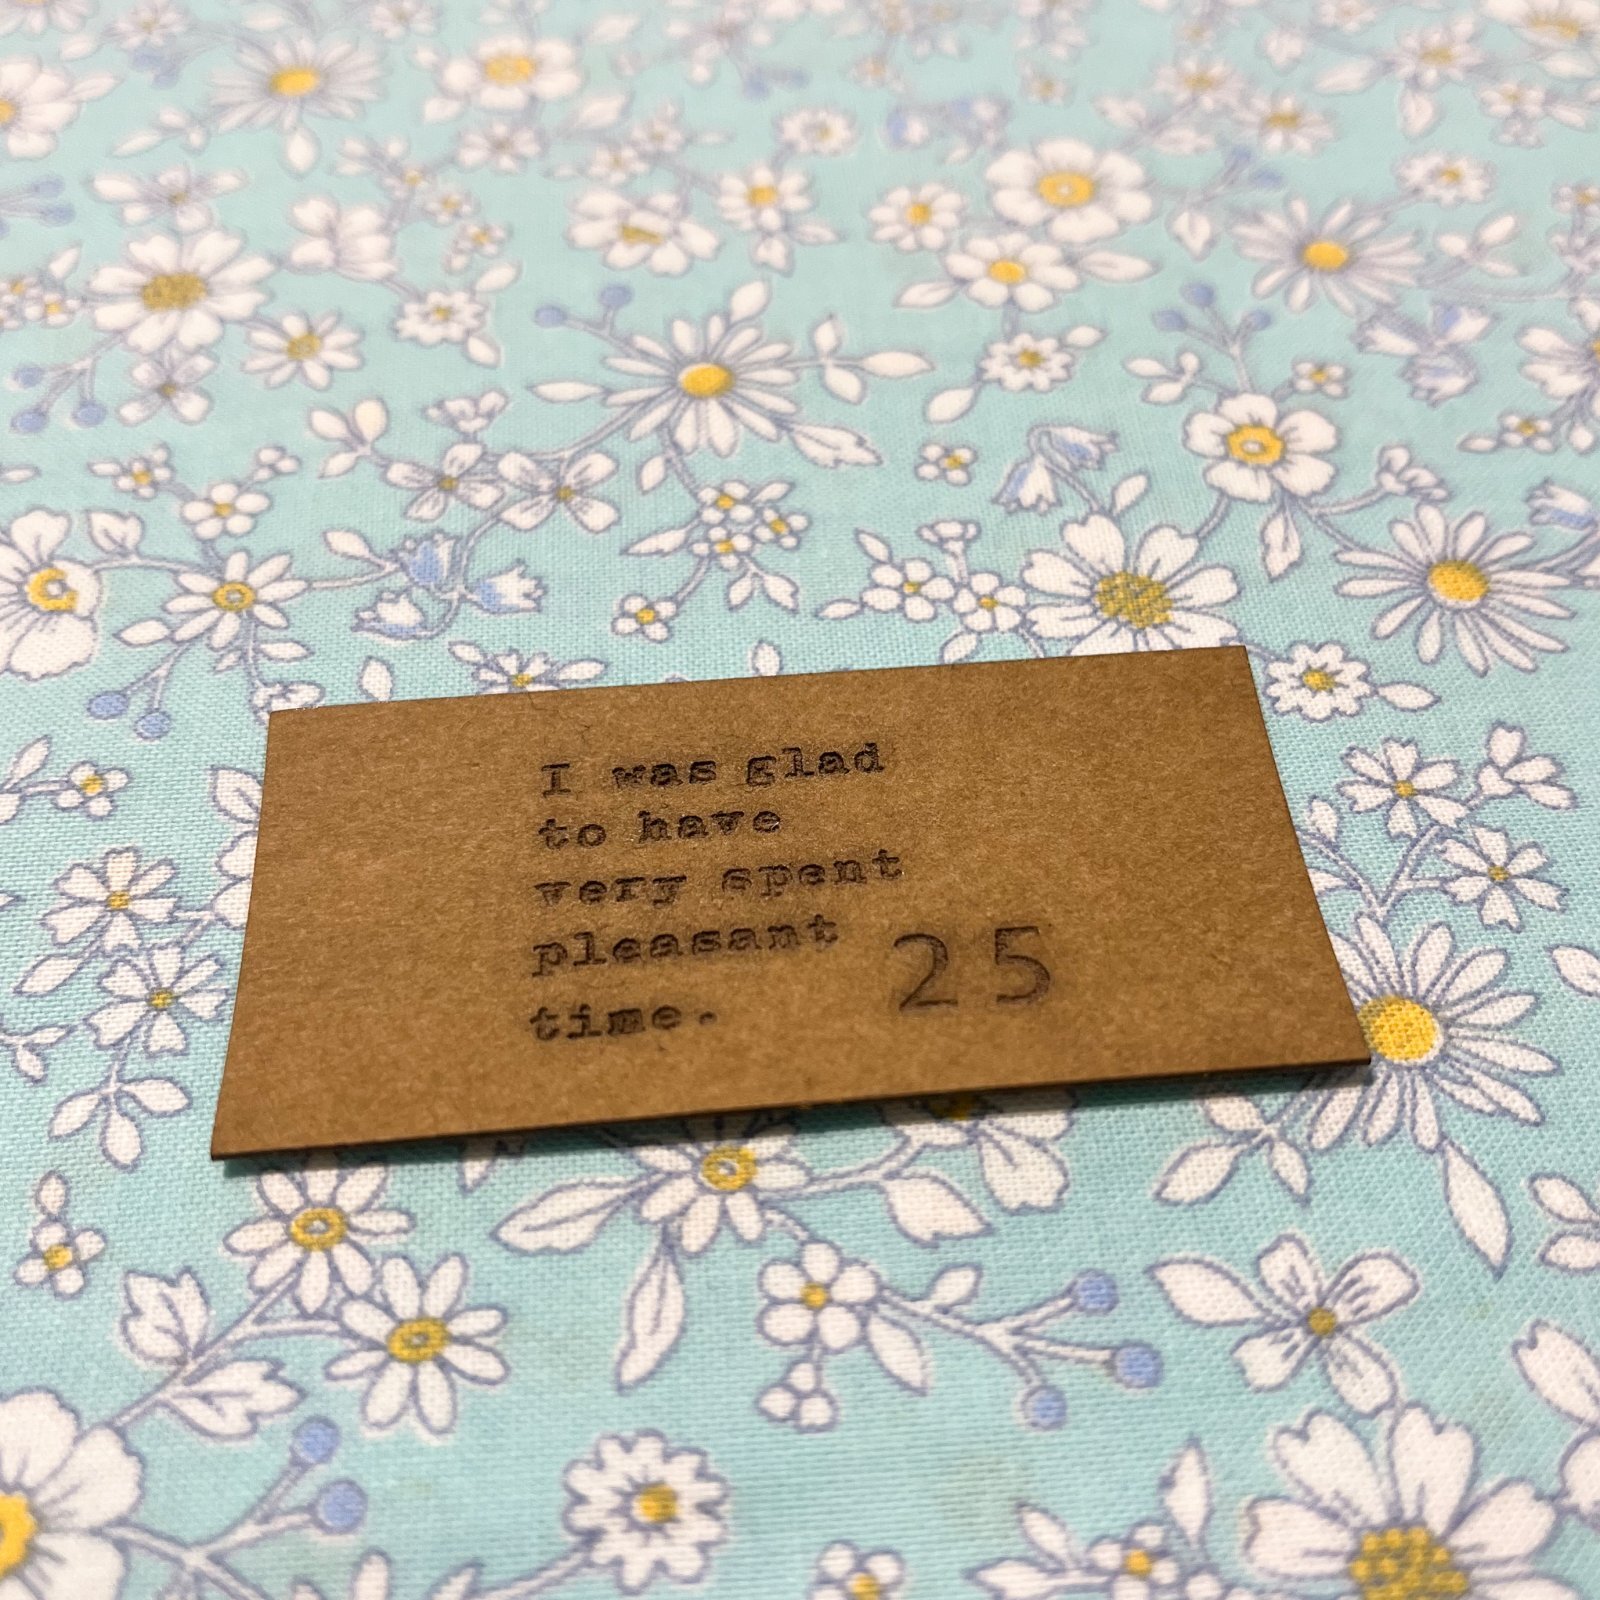 I was glad
to have
very spent
pleasant
time.
25